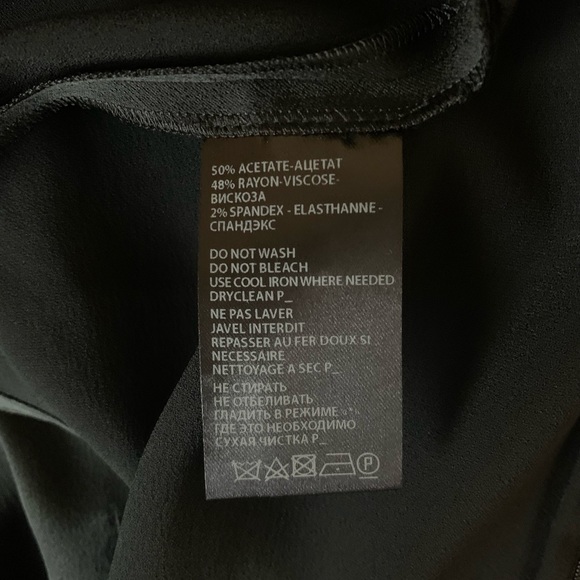 50% ACETATE-АЦЕТАТ
48% RAYON-VISCOSE-
ВИСКОЗА
2% SPANDEX - ELASTHANNE -
СПАНДЭКС
DO NOT WASH
DO NOT BLEACH
USE COOL IRON WHERE NEEDED
DRYCLEAN P_
NE PAS LAVER
JAVEL INTERDIT
REPASSER AU FER DOUX SI
NECESSAIRE
NETTOYAGE A SEC P_
НЕ СТИРАТЬ
НЕ ОТБЕЛИВАТЬ
ГЛАДИТЬ В РЕЖИМЕ «•
ГДЕ ЭТО НЕОБХОДИМО
СУХАЯ ЧИСТКА P_
P